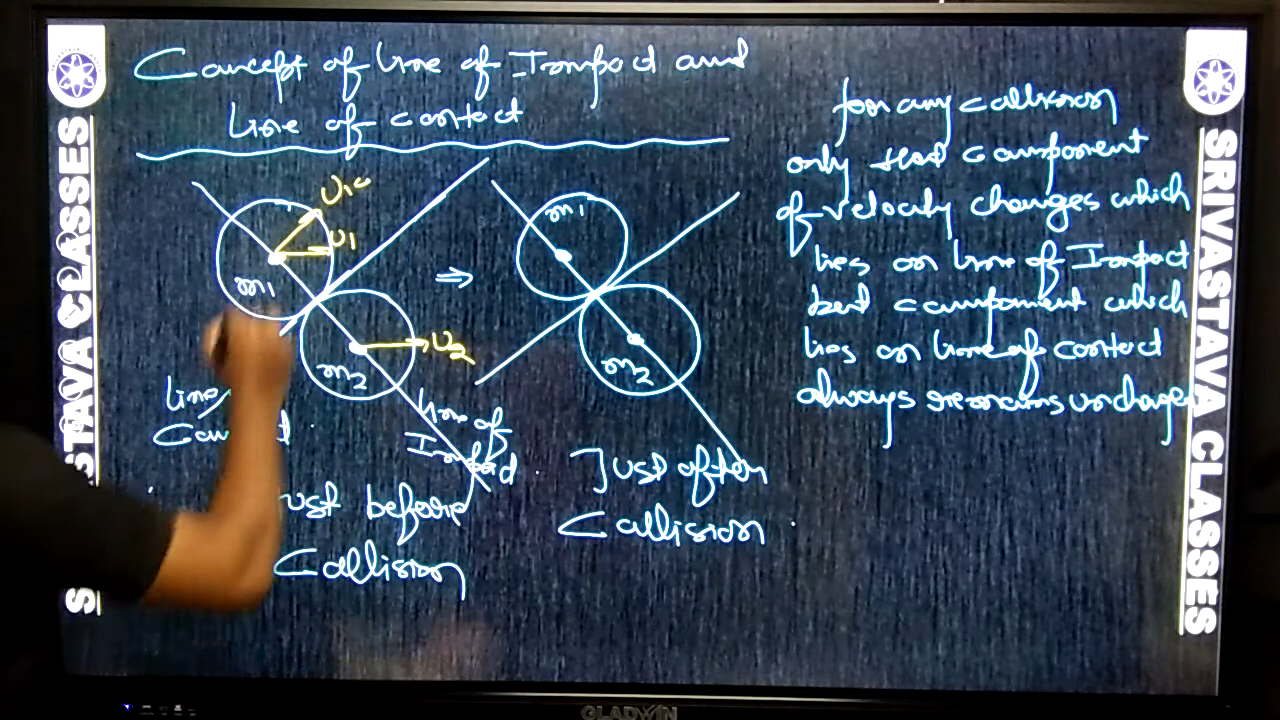 Concept of line of Impact and
Line of contact
for any collision
only that component
of velocity changes which
lies on line of Impact
but component which
lies on line of contact
always remains unchanged
U1c
U1
m1
U2
m2
line
⇒
m1
m2
line of
Impact
Just after
Collision
ust before
Collision
SRIVASTAVA CLASSES
STAVA CLASSES
S
GLADWIN